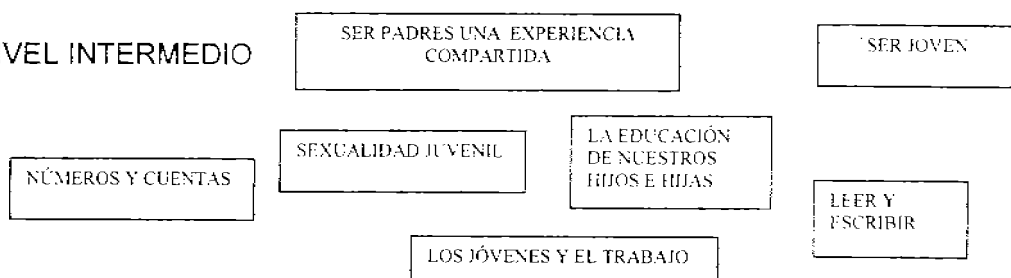 VEL INTERMEDIO
SER PADRES UNA EXPERIENCIA
COMPARTIDA
SER JOVEN
NÚMEROS Y CUENTAS
SEXUALIDAD JUVENIL
LA EDUCACIÓN
DE NUESTROS
HIJOS E HIJAS
LEER Y
ESCRIBIR
LOS JÓVENES Y EL TRABAJO